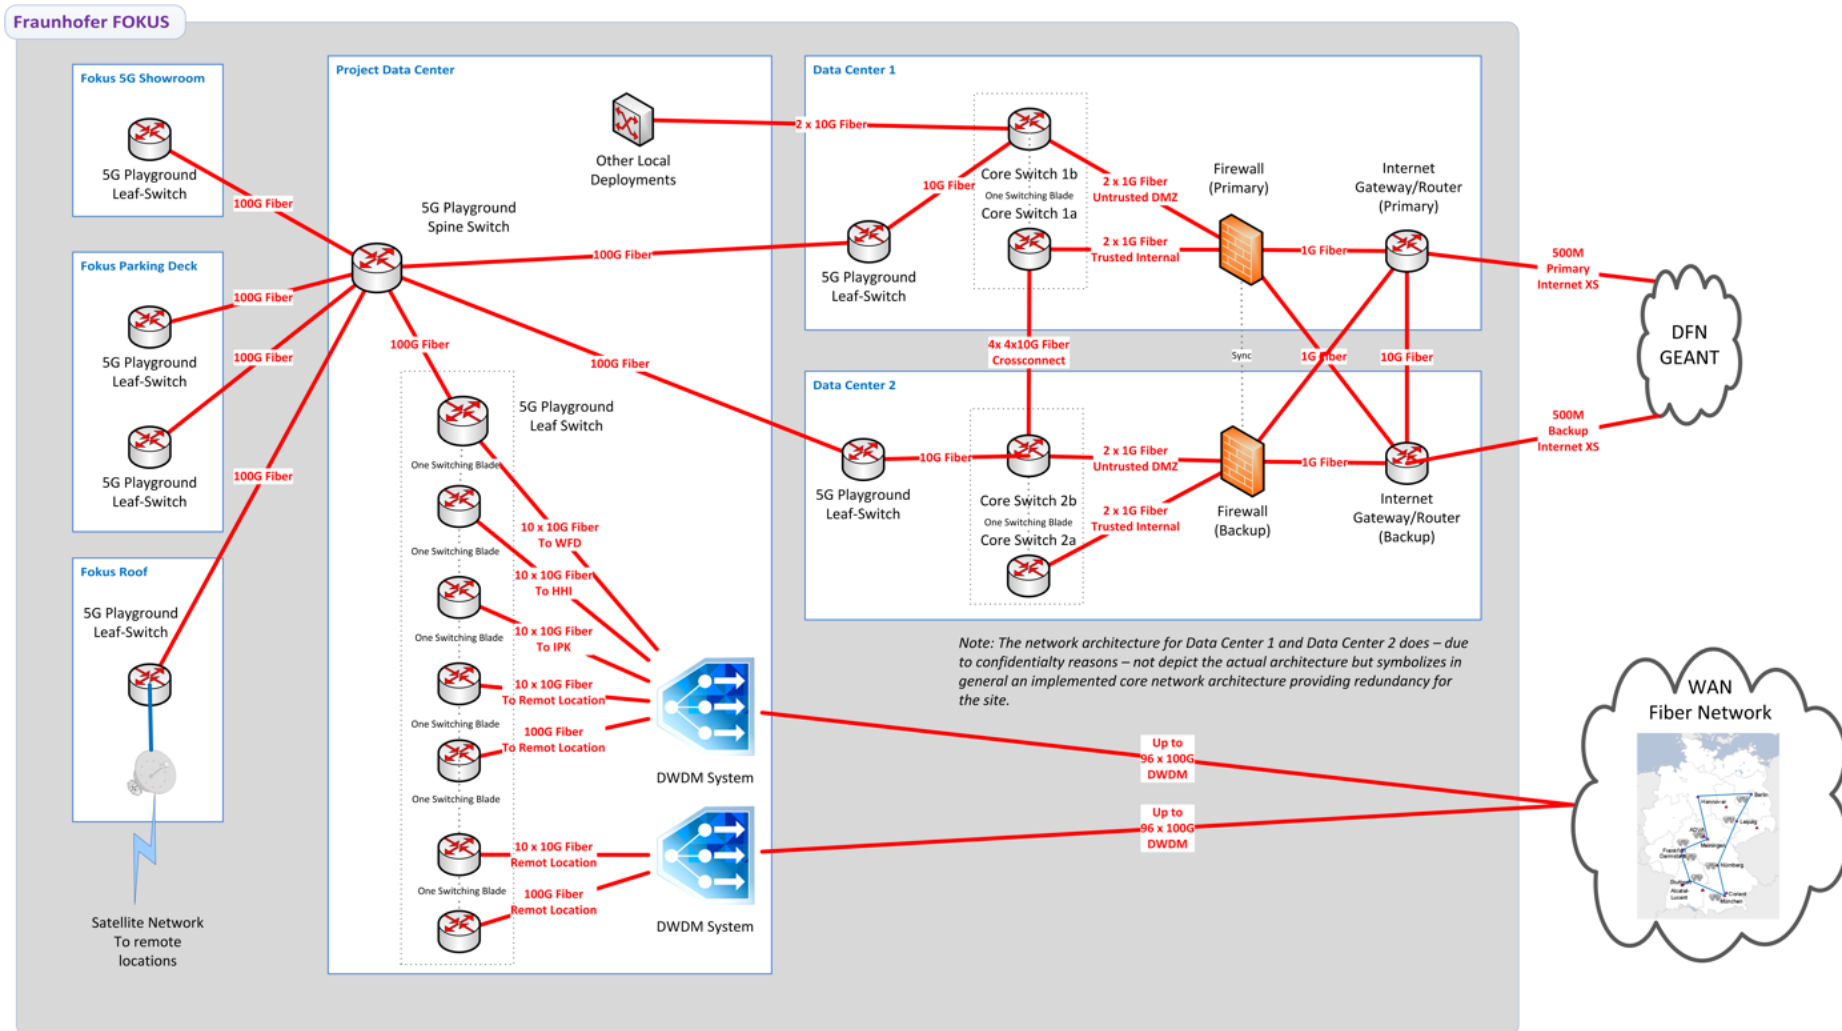 Fraunhofer FOKUS
Fokus 5G Showroom
5G Playground
Leaf-Switch
100G Fiber
Fokus Parking Deck
100G Fiber
5G Playground
Leaf-Switch
100G Fiber
5G Playground
Leaf-Switch
100G Fiber
Fokus Roof
5G Playground
Leaf-Switch
Satellite Network
To remote
locations
Project Data Center
Other Local
Deployments
5G Playground
Spine Switch
100G Fiber
100G Fiber
100G Fiber
5G Playground
Leaf Switch
One Switching Blade
10 x 10G Fiber
To WFD
One Switching Blade
10 x 10G Fiber
To HHI
One Switching Blade
10 x 10G Fiber
To IPK
One Switching Blade
10 x 10G Fiber
To Remot Location
100G Fiber
To Remot Location
One Switching Blade
DWDM System
10 x 10G Fiber
Remot Location
One Switching Blade
100G Fiber
Remot Location
DWDM System
Data Center 1
2 x 10G Fiber
10G Fiber
Core Switch 1b
One Switching Blade
Core Switch 1a
5G Playground
Leaf-Switch
2 x 1G Fiber
Untrusted DMZ
2 x 1G Fiber
Trusted Internal
Firewall
(Primary)
1G Fiber
Internet
Gateway/Router
(Primary)
500M
Primary
Internet XS
4x 4x10G Fiber
Crossconnect
Sync
1G Fiber
10G Fiber
DFN
GEANT
Data Center 2
5G Playground
Leaf-Switch
10G Fiber
Core Switch 2b
One Switching Blade
Core Switch 2a
2 x 1G Fiber
Untrusted DMZ
2 x 1G Fiber
Trusted Internal
Firewall
(Backup)
1G Fiber
Internet
Gateway/Router
(Backup)
500M
Backup
Internet XS
Note: The network architecture for Data Center 1 and Data Center 2 does – due
to confidentialty reasons – not depict the actual architecture but symbolizes in
general an implemented core network architecture providing redundancy for
the site.
Up to
96 x 100G
DWDM
Up to
96 x 100G
DWDM
WAN
Fiber Network
Hannover
Berlin
Leipzig
Meiningen
Frankfurt
Nürnberg
Stuttgart
München